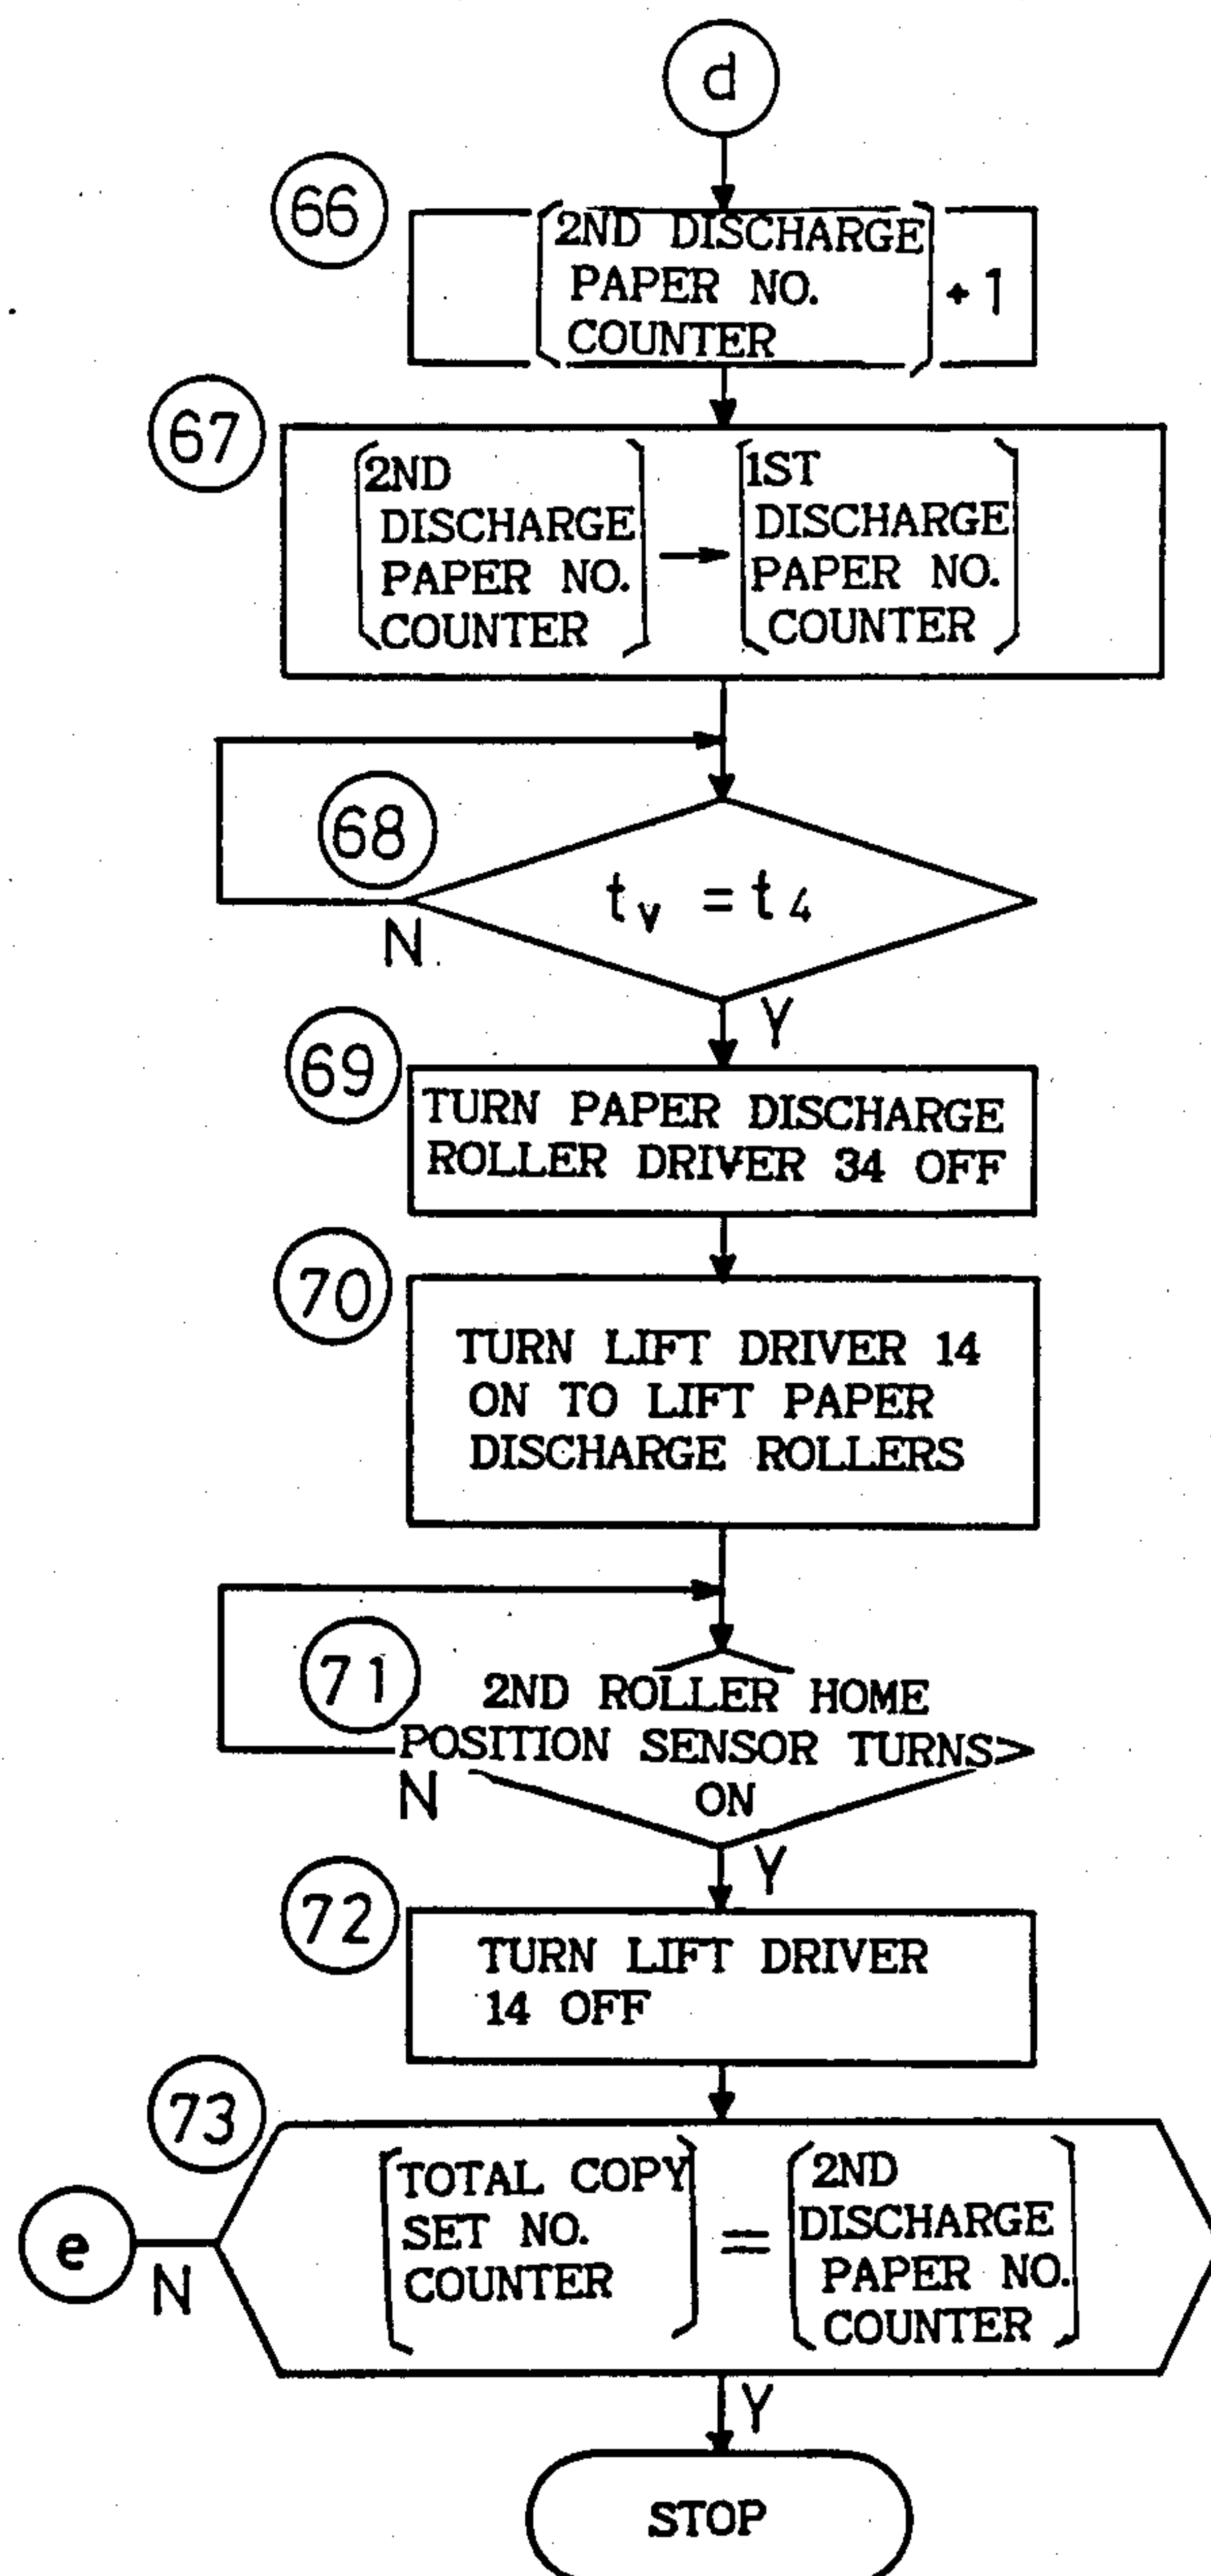 d
66
2ND DISCHARGE
PAPER NO.
COUNTER
+ 1
67
2ND
DISCHARGE
PAPER NO.
COUNTER
1ST
DISCHARGE
PAPER NO.
COUNTER
68
tv = t4
N
Y
69
TURN PAPER DISCHARGE
ROLLER DRIVER 34 OFF
70
TURN LIFT DRIVER 14
ON TO LIFT PAPER
DISCHARGE ROLLERS
71
2ND ROLLER HOME
POSITION SENSOR TURNS
ON
N
Y
72
TURN LIFT DRIVER
14 OFF
73
e
N
TOTAL COPY
SET NO.
COUNTER
=
2ND
DISCHARGE
PAPER NO.
COUNTER
Y
STOP